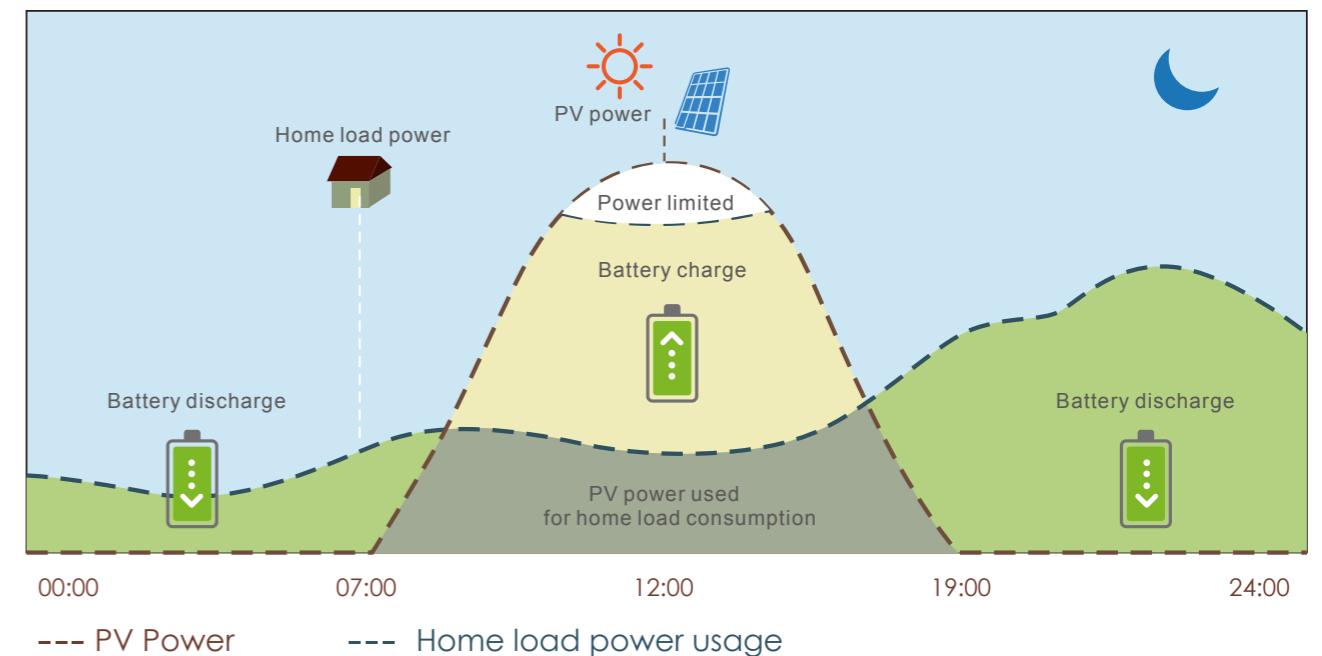 PV power
Home load power
Power limited
Battery charge
Battery discharge
Battery discharge
PV power used
for home load consumption
00:00 07:00 12:00 19:00 24:00
PV Power Home load power usage